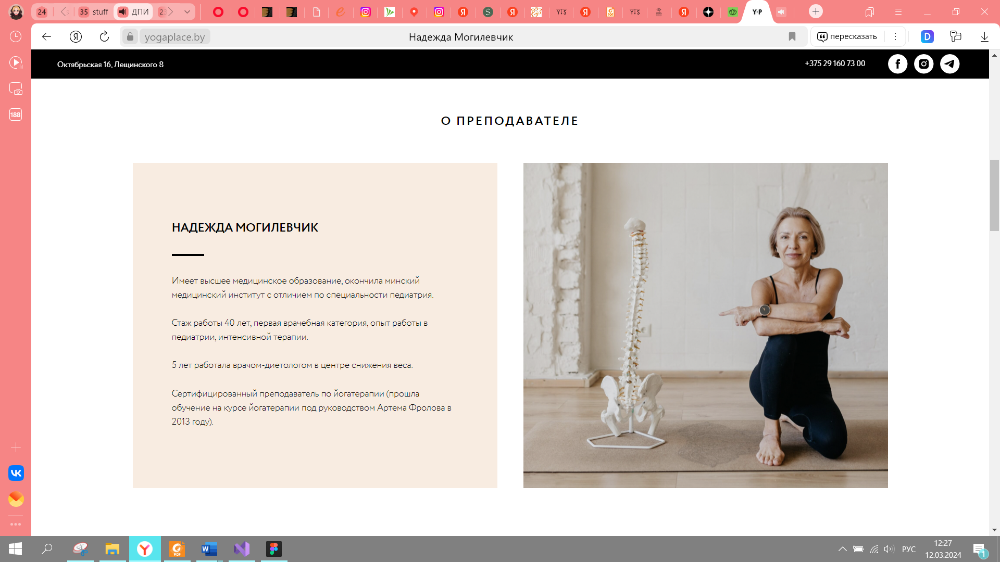 24
35 stuff
ДПИ
Y·I·S
Y·I·S
Y·P
yogaplace.by
Надежда Могилевчик
пересказать
Октябрьская 16, Лещинского 8
+375 29 160 73 00
188
О ПРЕПОДАВАТЕЛЕ
НАДЕЖДА МОГИЛЕВЧИК
Имеет высшее медицинское образование, окончила минский
медицинский институт с отличием по специальности педиатрия.
Стаж работы 40 лет, первая врачебная категория, опыт работы в
педиатрии, интенсивной терапии.
5 лет работала врачом-диетологом в центре снижения веса.
Сертифицированный преподаватель по йогатерапии (прошла
обучение на курсе йогатерапии под руководством Артема Фролова в
2013 году).
РУС
12:27
12.03.2024
1